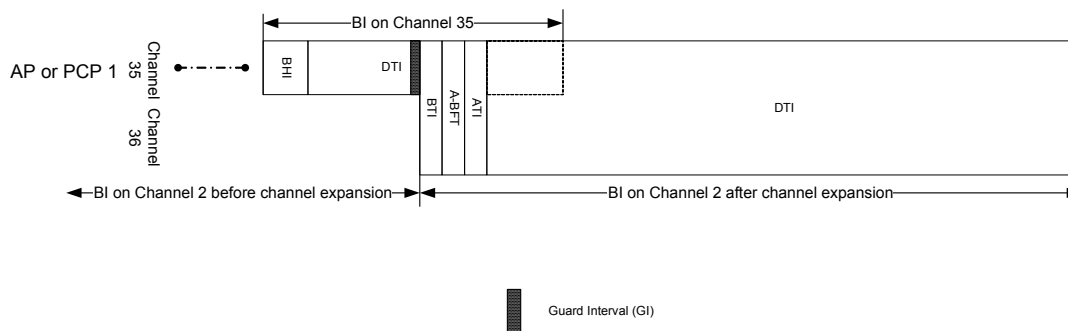 BI on Channel 35
AP or PCP 1
Channel
35
Channel
36
BHI
DTI
BTI
A-BFT
ATI
DTI
BI on Channel 2 before channel expansion
BI on Channel 2 after channel expansion
Guard Interval (GI)